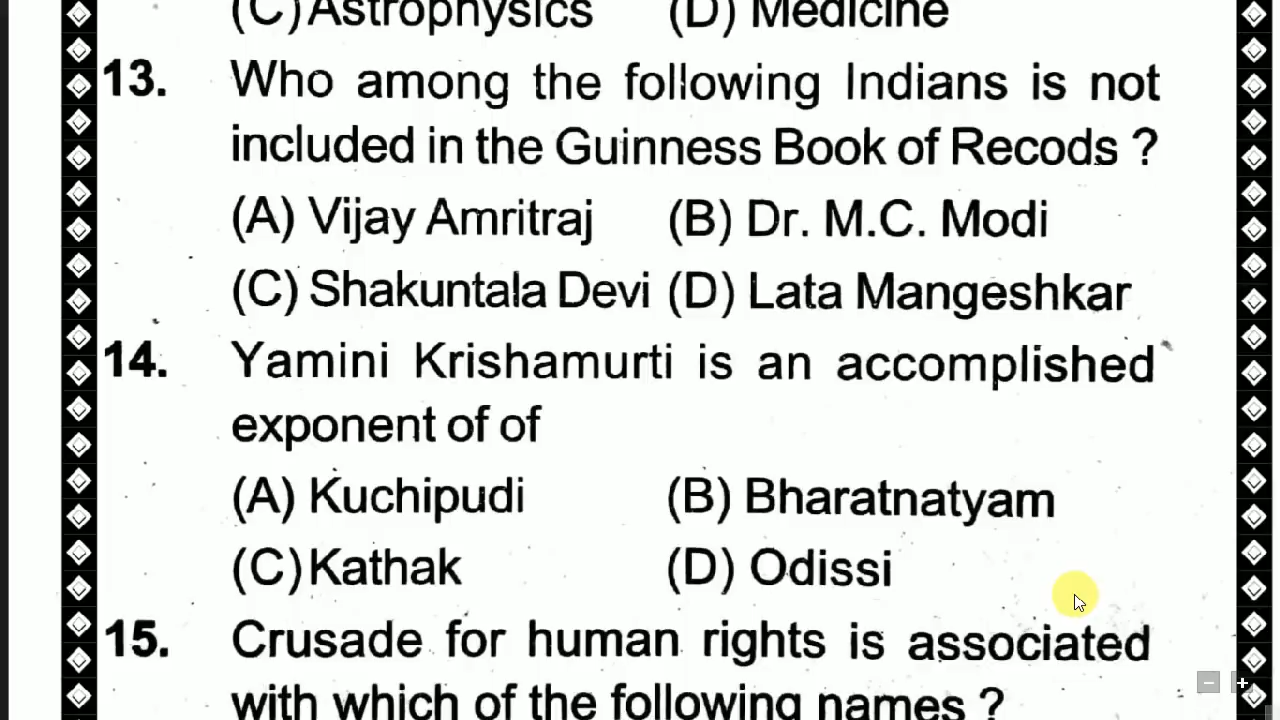 (C) Astrophysics (D) Medicine
13. Who among the following Indians is not
included in the Guinness Book of Recods ?
(A) Vijay Amritraj (B) Dr. M.C. Modi
(C) Shakuntala Devi (D) Lata Mangeshkar
14. Yamini Krishamurti is an accomplished
exponent of of
(A) Kuchipudi (B) Bharatnatyam
(C) Kathak (D) Odissi
15. Crusade for human rights is associated
with which of the following names ?